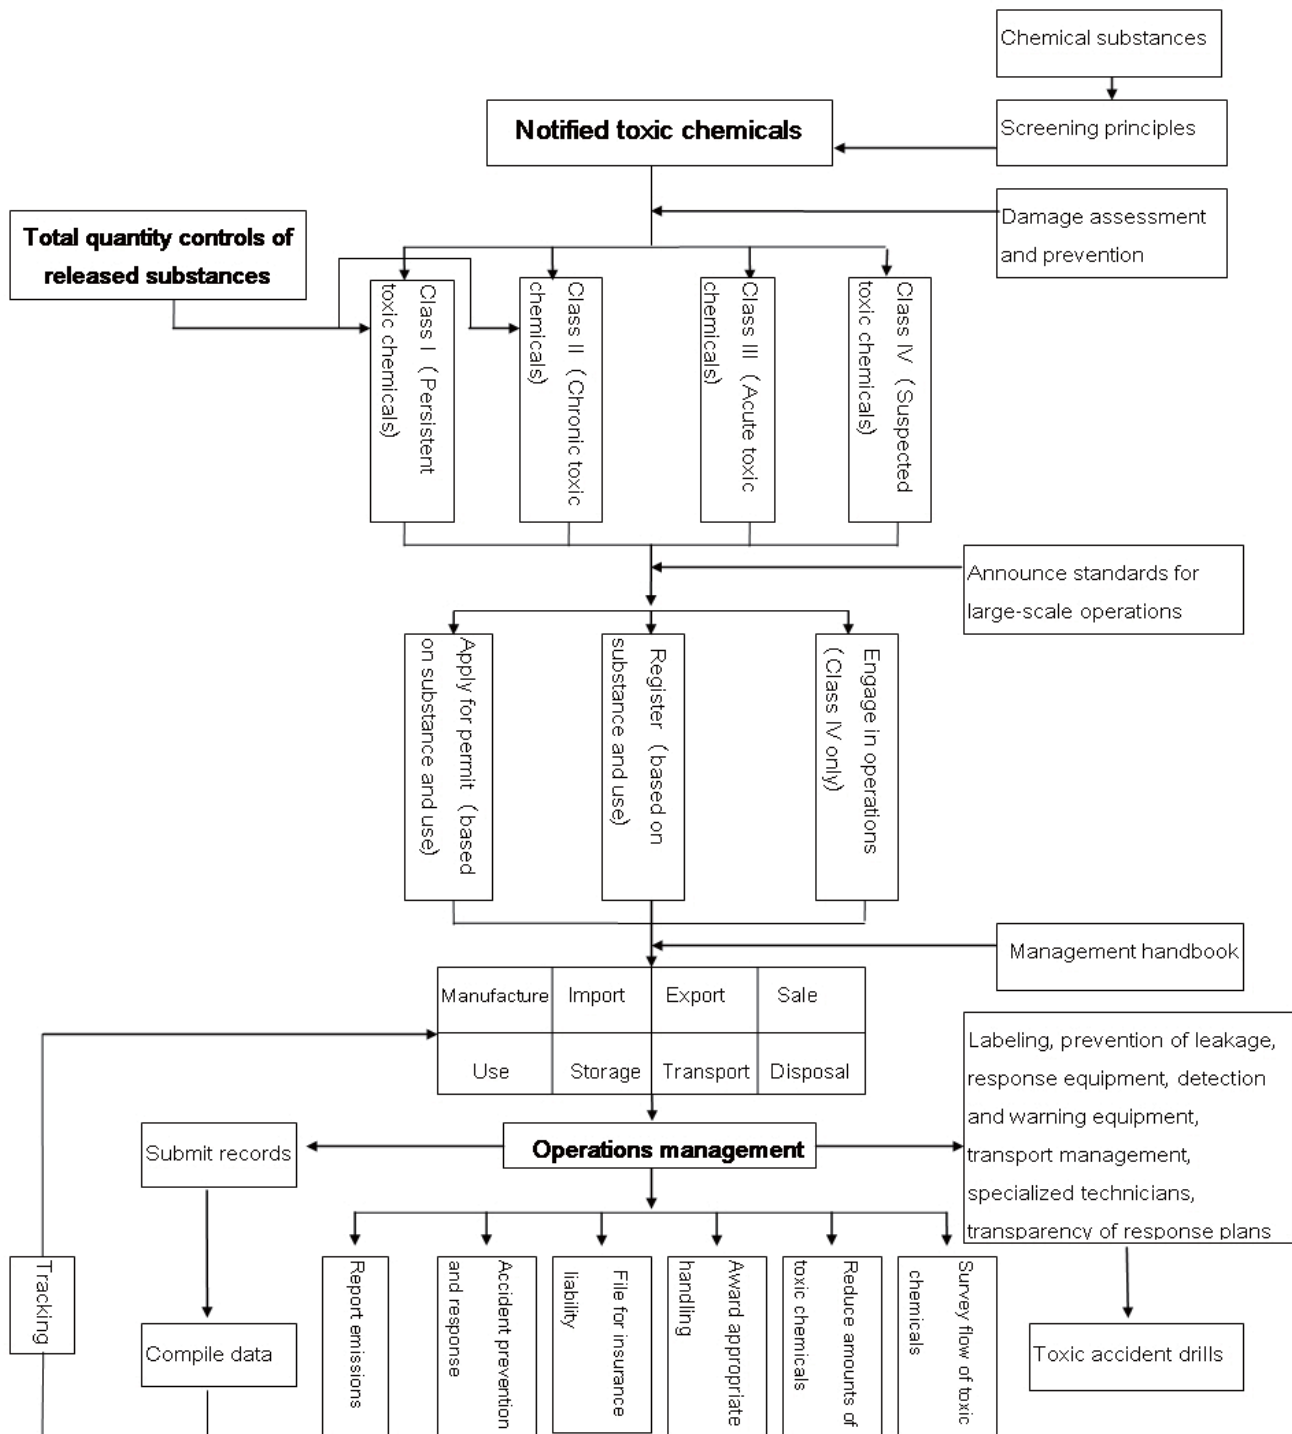 Chemical substances
Notified toxic chemicals
Screening principles
Damage assessment
and prevention
Total quantity controls of
released substances
Class I (Persistent
toxic chemicals)
Class II (Chronic toxic
chemicals)
Class III (Acute toxic
chemicals)
Class IV (Suspected
toxic chemicals)
Announce standards for
large-scale operations
Apply for permit (based
on substance and use)
Register (based on
substance and use)
Engage in operations
(Class IV only)
Management handbook
Manufacture
Import
Export
Sale
Use
Storage
Transport
Disposal
Labeling, prevention of leakage,
response equipment, detection
and warning equipment,
transport management,
specialized technicians,
transparency of response plans
Submit records
Operations management
Tracking
Compile data
Report emissions
Accident prevention
and response
File for insurance
liability
Award appropriate
handling
Reduce amounts of
toxic chemicals
Survey flow of toxic
chemicals
Toxic accident drills